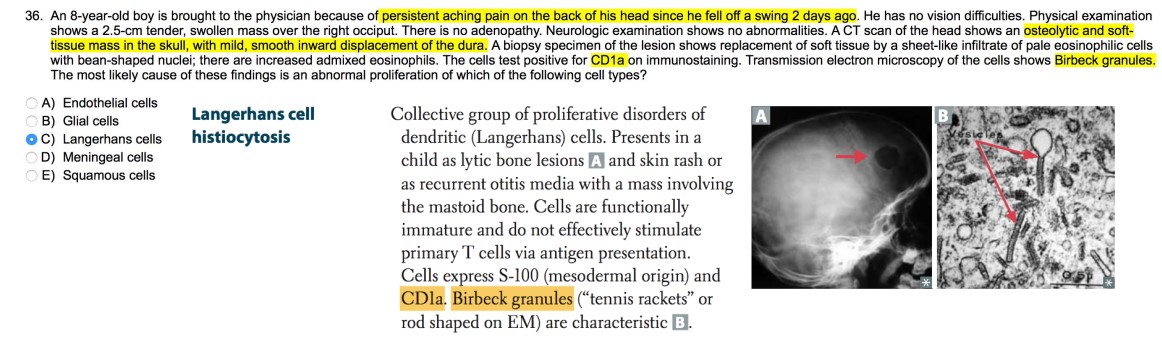 36. An 8-year-old boy is brought to the physician because of persistent aching pain on the back of his head since he fell off a swing 2 days ago. He has no vision difficulties. Physical examination
shows a 2.5-cm tender, swollen mass over the right occiput. There is no adenopathy. Neurologic examination shows no abnormalities. A CT scan of the head shows an osteolytic and soft-
tissue mass in the skull, with mild, smooth inward displacement of the dura. A biopsy specimen of the lesion shows replacement of soft tissue by a sheet-like infiltrate of pale eosinophilic cells
with bean-shaped nuclei; there are increased admixed eosinophils. The cells test positive for CD1a on immunostaining. Transmission electron microscopy of the cells shows Birbeck granules.
The most likely cause of these findings is an abnormal proliferation of which of the following cell types?
A) Endothelial cells
B) Glial cells
C) Langerhans cells
D) Meningeal cells
E) Squamous cells
Langerhans cell
histiocytosis
Collective group of proliferative disorders of
dendritic (Langerhans) cells. Presents in a
child as lytic bone lesions A and skin rash or
as recurrent otitis media with a mass involving
the mastoid bone. Cells are functionally
immature and do not effectively stimulate
primary T cells via antigen presentation.
Cells express S-100 (mesodermal origin) and
CD1a. Birbeck granules (“tennis rackets” or
rod shaped on EM) are characteristic B.
A
B
Vesicles